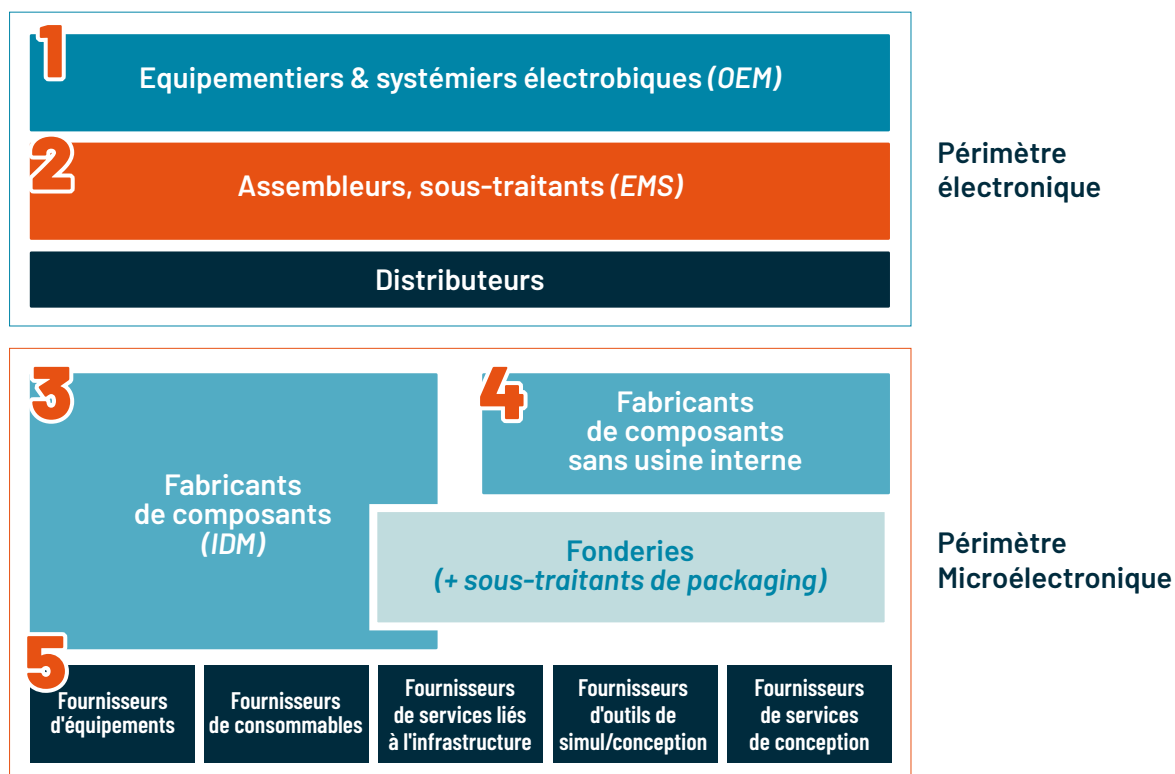 1
Equipementiers & systémiers électrobiques (OEM)
2
Assembleurs, sous-traitants (EMS)
Distributeurs
Périmètre
électronique
3
Fabricants
de composants
(IDM)
4
Fabricants
de composants
sans usine interne
Fonderies
(+ sous-traitants de packaging)
Périmètre
Microélectronique
5
Fournisseurs
d'équipements
Fournisseurs
de consommables
Fournisseurs
de services liés
à l'infrastructure
Fournisseurs
d'outils de
simul/conception
Fournisseurs
de services
de conception